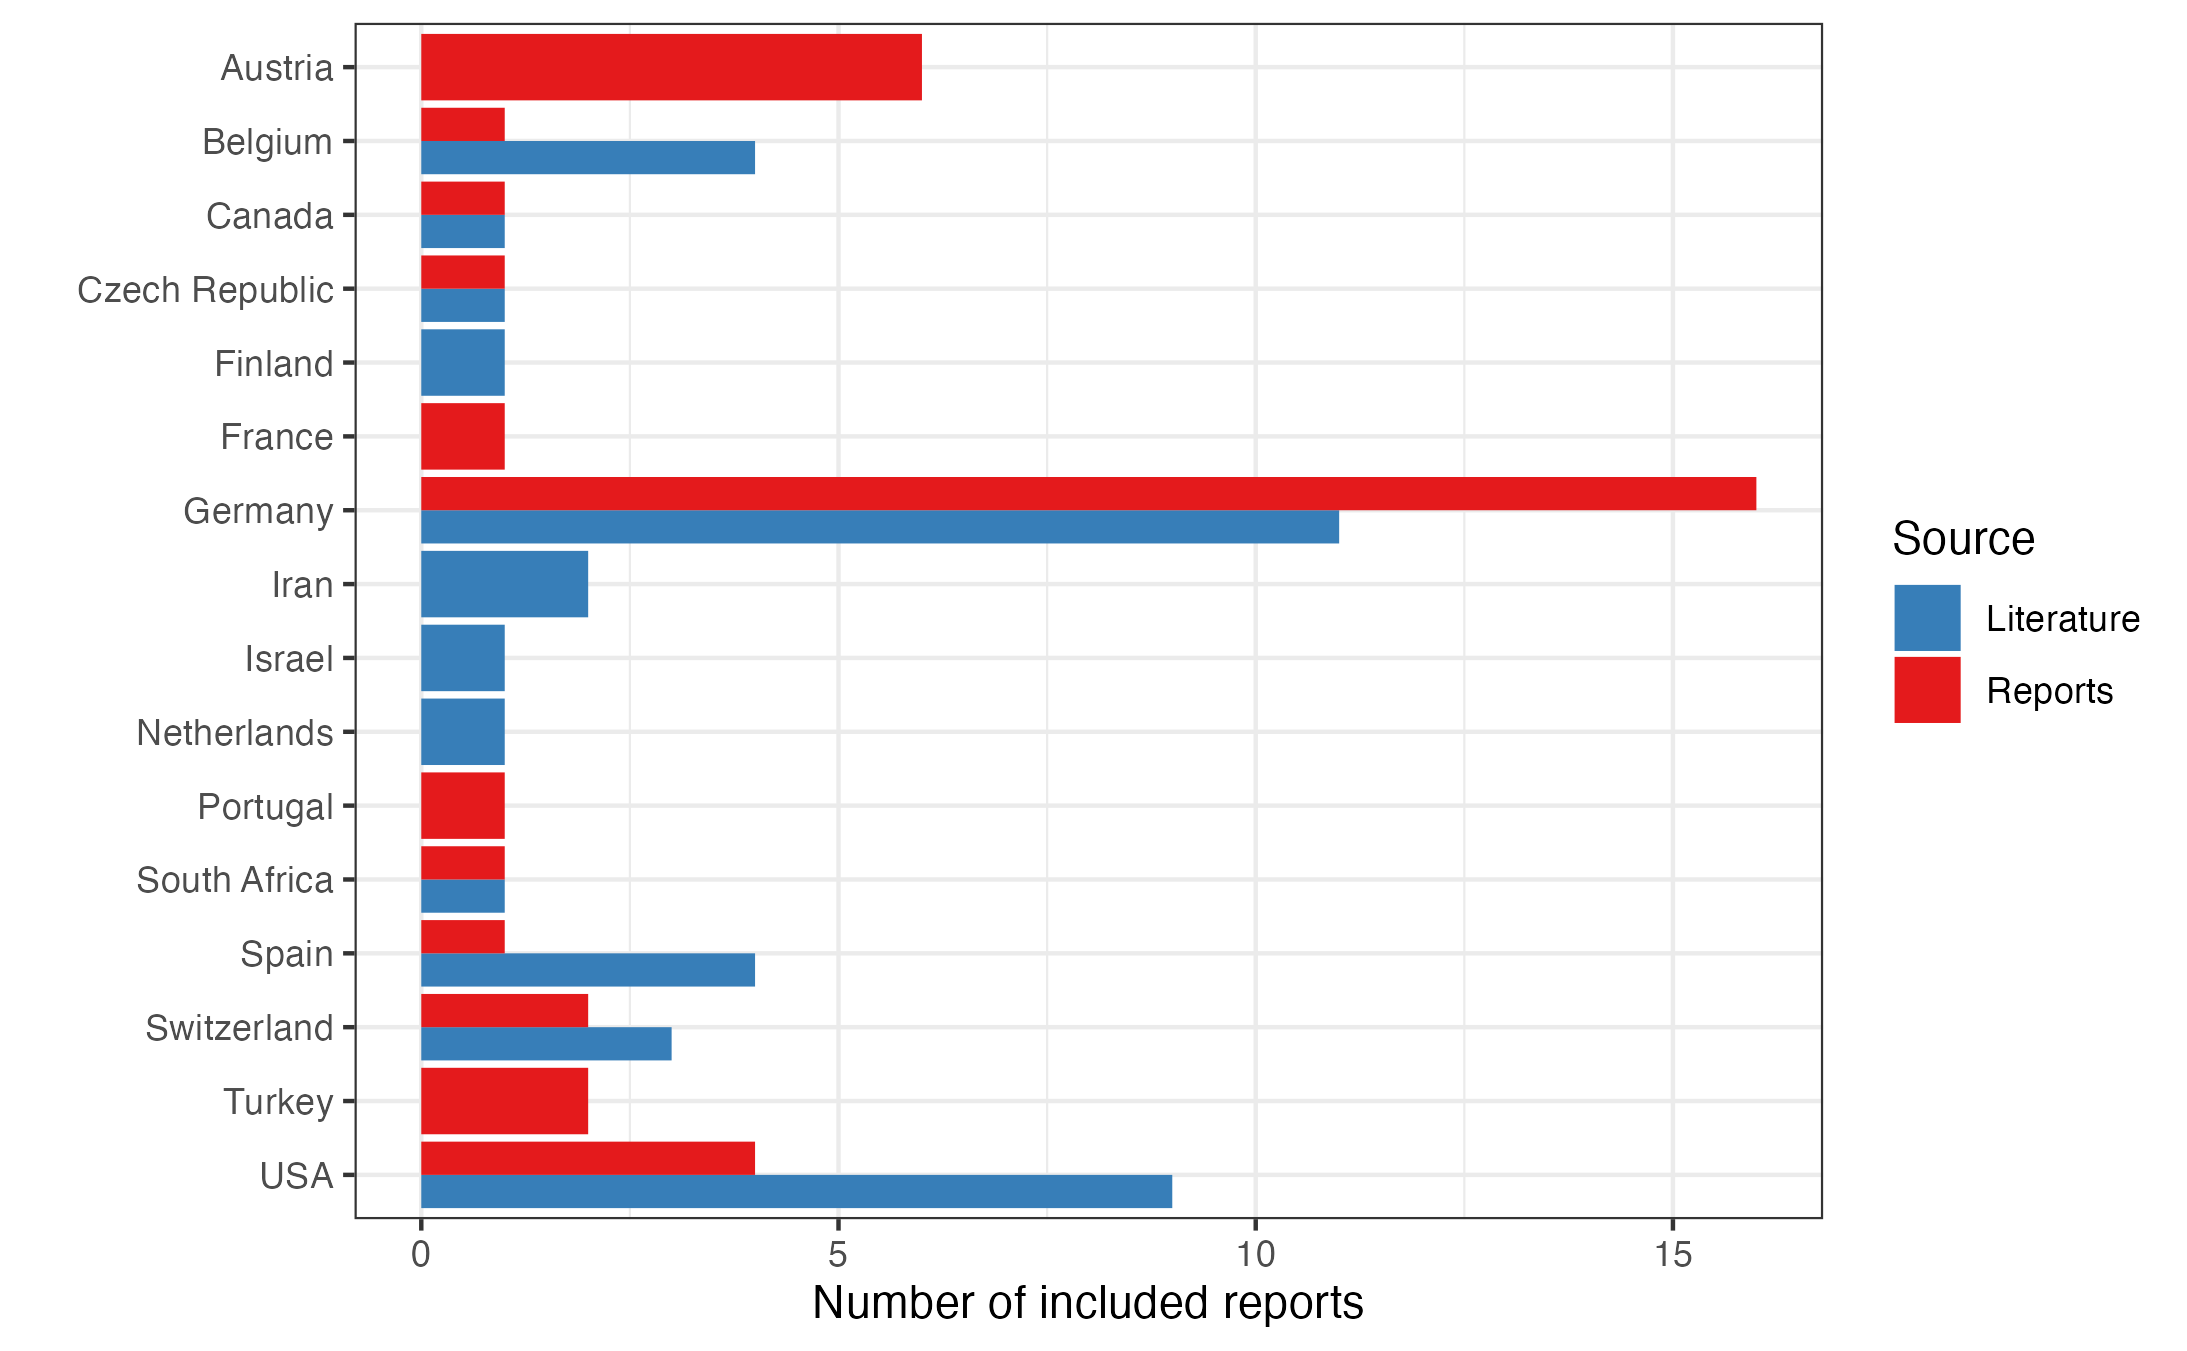 Austria
Belgium
Canada
Czech Republic
Finland
France
Germany
Iran
Israel
Netherlands
Portugal
South Africa
Spain
Switzerland
Turkey
USA
0 5 10 15
Number of included reports
Source
Literature
Reports